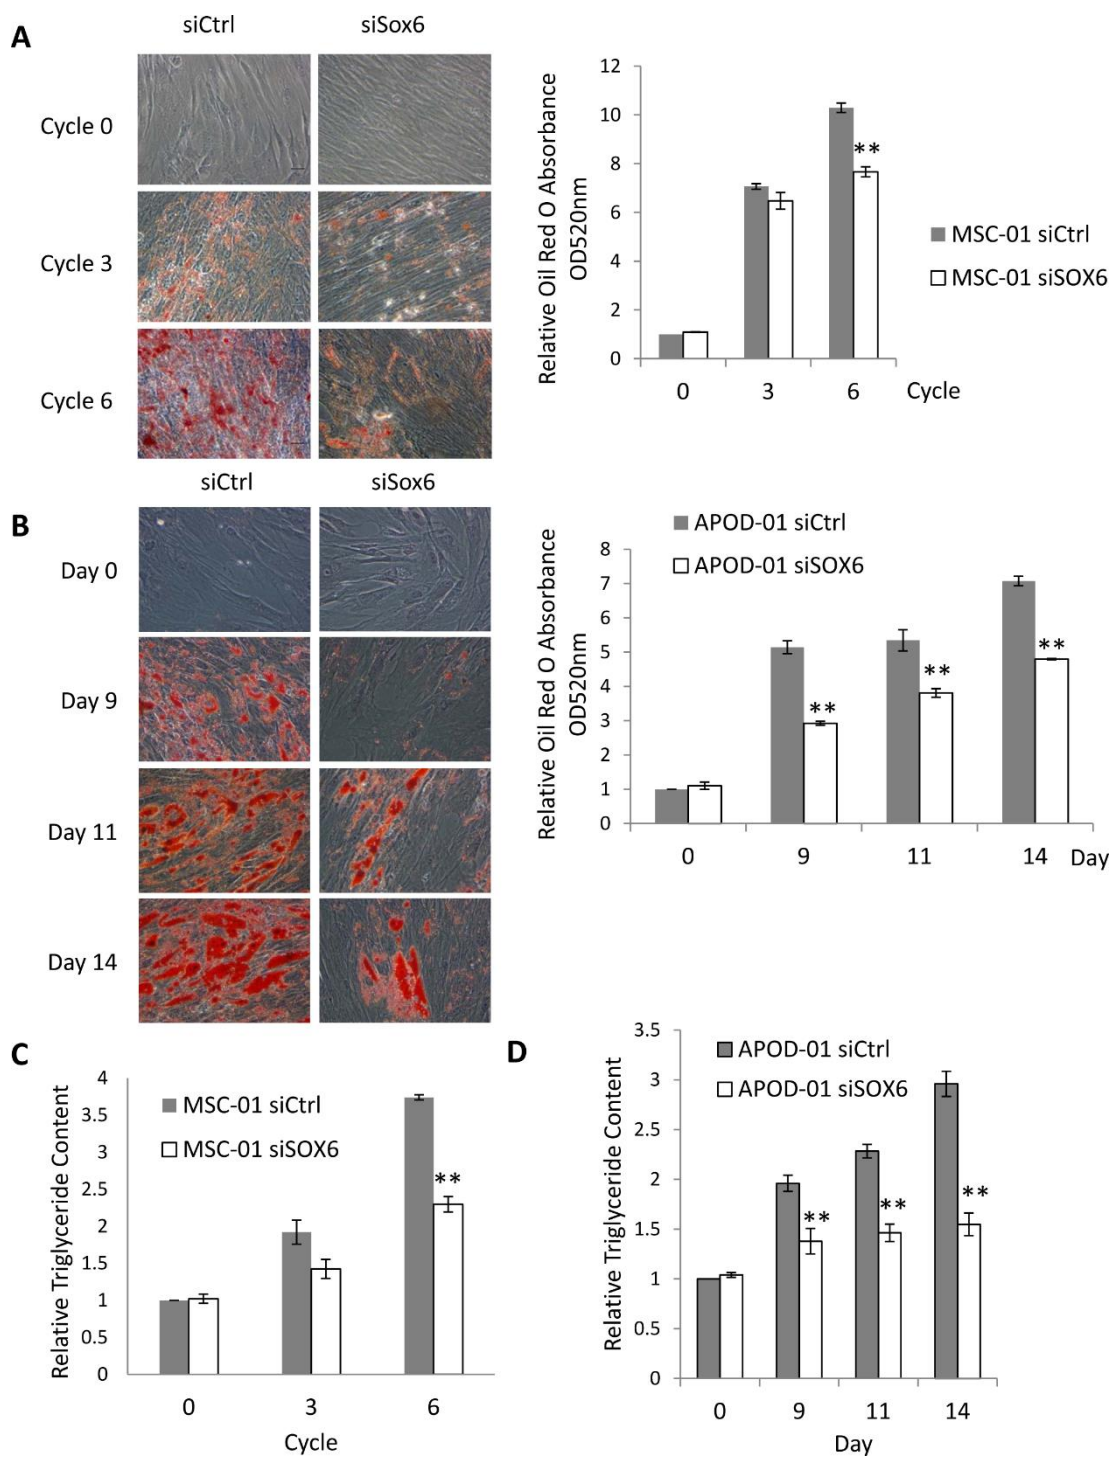 A
siCtrl siSox6
Cycle 0
Cycle 3
Cycle 6
Relative Oil Red O Absorbance
OD520nm
12
10
8
6
4
2
0
**
0 3 6 Cycle
MSC-01 siCtrl
MSC-01 siSOX6
B
siCtrl siSox6
Day 0
Day 9
Day 11
Day 14
APOD-01 siCtrl
APOD-01 siSOX6
Relative Oil Red O Absorbance
OD520nm
8
7
6
5
4
3
2
1
0
**
**
**
0 9 11 14 Day
C
MSC-01 siCtrl
MSC-01 siSOX6
Relative Triglyceride Content
4
3.5
3
2.5
2
1.5
1
0.5
0
**
0 3 6
Cycle
D
APOD-01 siCtrl
APOD-01 siSOX6
Relative Triglyceride Content
3.5
3
2.5
2
1.5
1
0.5
0
**
**
**
0 9 11 14
Day